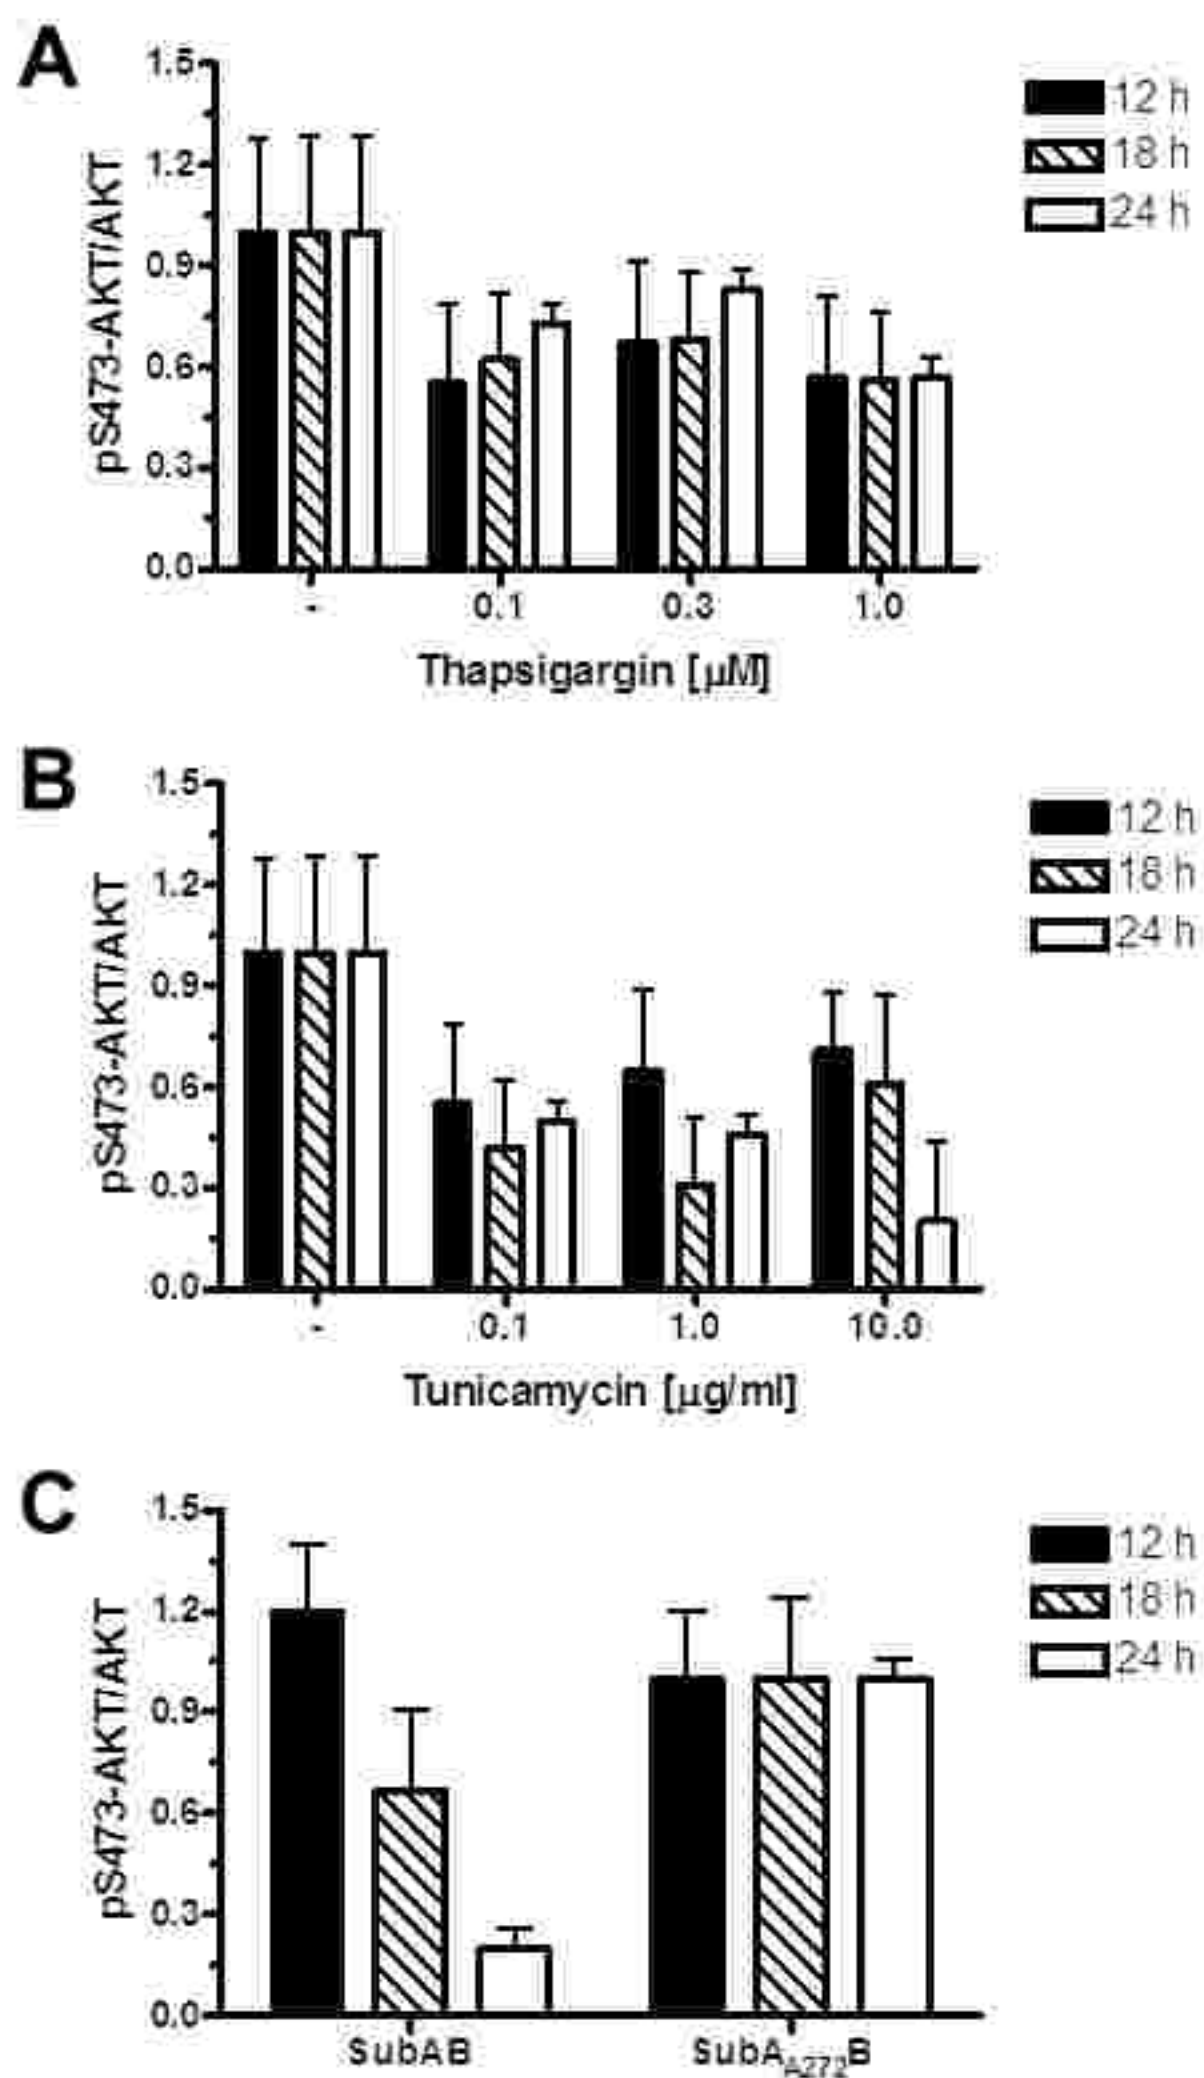 A
1.5
1.2
0.9
0.6
0.3
0.0
pS473-AKT/AKT
12 h
18 h
24 h
- 0.1 0.3 1.0
Thapsigargin [µM]
B
1.5
1.2
0.9
0.6
0.3
0.0
pS473-AKT/AKT
12 h
18 h
24 h
- 0.1 1.0 10.0
Tunicamycin [µg/ml]
C
1.5
1.2
0.9
0.6
0.3
0.0
pS473-AKT/AKT
12 h
18 h
24 h
SubAB SubA_A272B